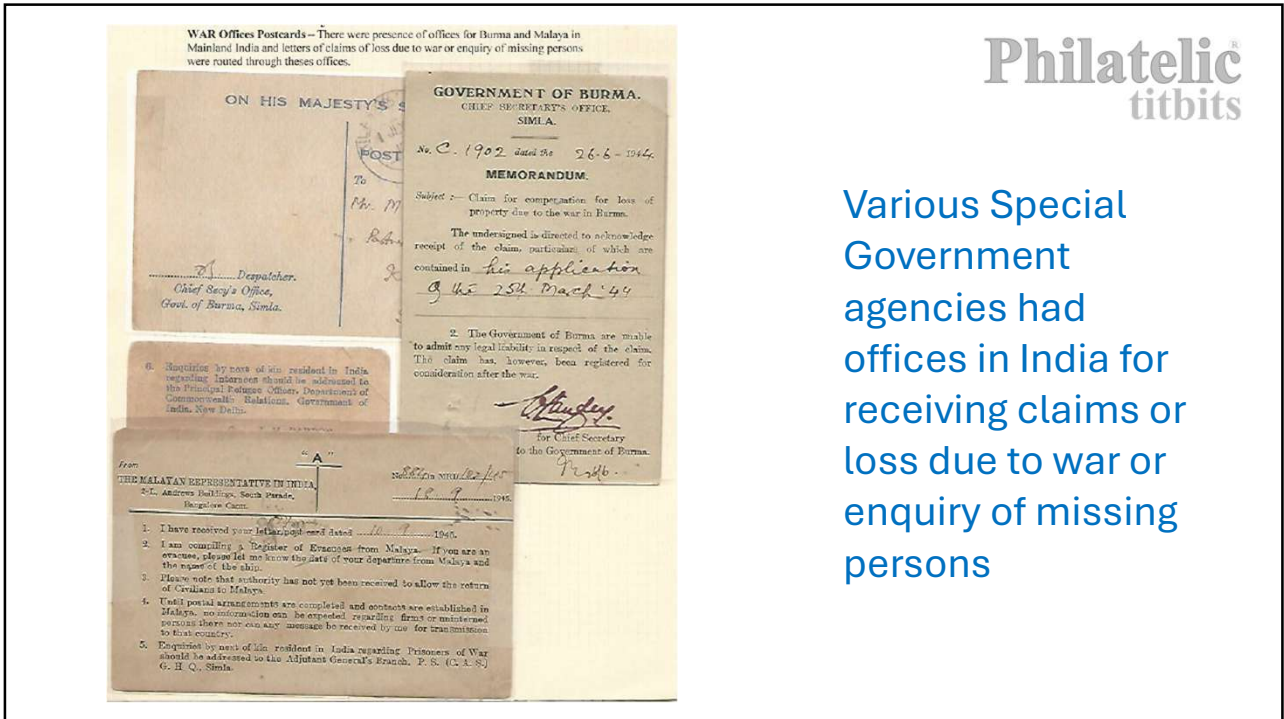 WAR Offices Postcards – There were presence of offices for Burma and Malaya in
Mainland India and letters of claims of loss due to war or enquiry of missing persons
were routed through theses offices.
Philatelic®
titbits
Various Special
Government
agencies had
offices in India for
receiving claims or
loss due to war or
enquiry of missing
persons
ON HIS MAJESTY'S S
POST
To
Mr. M
Despatcher.
Chief Secy's Office,
Govt. of Burma, Simla.
GOVERNMENT OF BURMA.
CHIEF SECRETARY'S OFFICE,
SIMLA.
No. C. 1902 dated the 26-6-1944.
MEMORANDUM.
Subject :— Claim for compensation for loss of
property due to the war in Burma.
The undersigned is directed to acknowledge
receipt of the claim, particulars of which are
contained in his application
of the 25th March '44
2. The Government of Burma are unable
to admit any legal liability in respect of the claim.
The claim has, however, been registered for
consideration after the war.
for Chief Secretary
to the Government of Burma.
6. Enquiries by next of kin resident in India
regarding Internees should be addressed to
the Principal Refugee Officer, Department of
Commonwealth Relations, Government of
India, New Delhi.
"A"
From
THE MALAYAN REPRESENTATIVE IN INDIA,
2-L, Andrews Buildings, South Parade,
Bangalore Cantt.
18. 9. 1945.
1. I have received your letter/post card dated 10. 9 1945.
2. I am compiling a Register of Evacuees from Malaya. If you are an
evacuee, please let me know the date of your departure from Malaya and
the name of the ship.
3. Please note that authority has not yet been received to allow the return
of Civilians to Malaya
4. Until postal arrangements are completed and contacts are established in
Malaya, no information can be expected regarding firms or uninterned
persons there nor can any message be received by me for transmission
to that country.
5. Enquiries by next of kin resident in India regarding Prisoners of War
should be addressed to the Adjutant General's Branch, P. S. (C. A. S.)
G. H. Q., Simla.